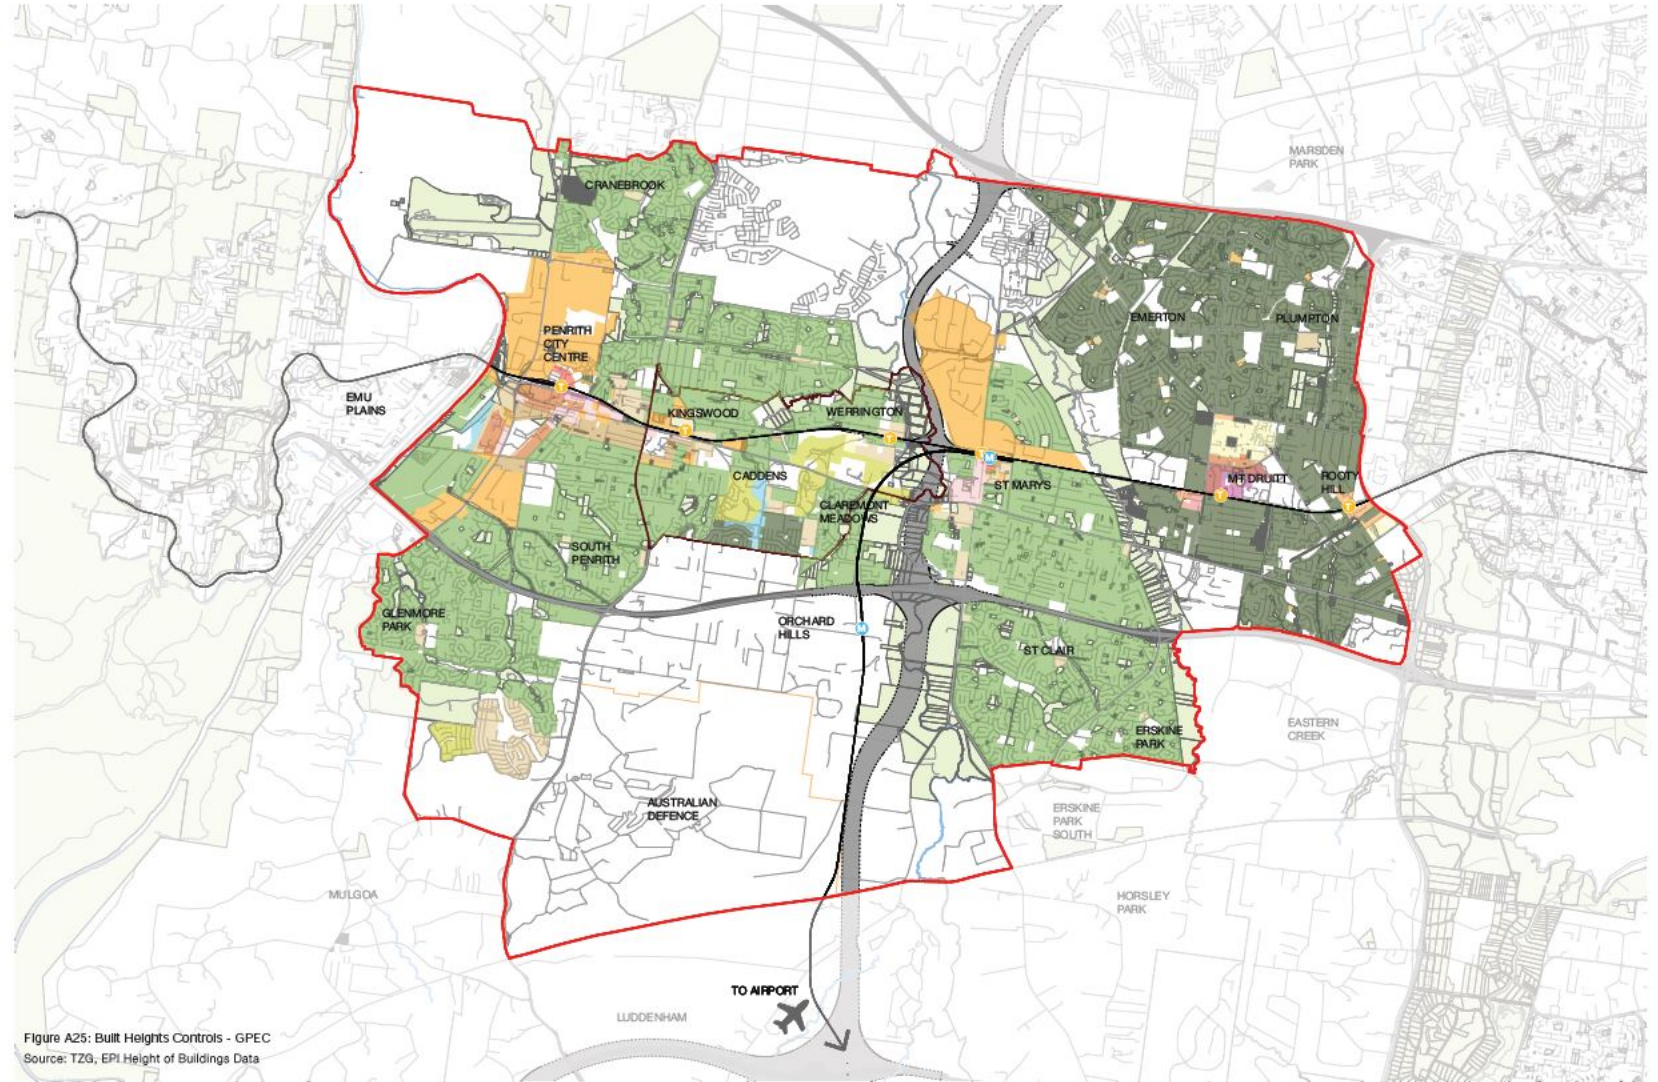 MARSDEN
PARK
CRANEBROOK
EMERTON
PLUMPTON
PENRITH
CITY
CENTRE
EMU
PLAINS
T
KINGSWOOD
T
WERRINGTON
T
M
CADDENS
ST MARYS
MT DRUITT
T
ROOTY
HILL
T
CLAREMONT
MEADOWS
SOUTH
PENRITH
GLENMORE
PARK
ORCHARD
HILLS
M
ST CLAIR
ERSKINE
PARK
EASTERN
CREEK
AUSTRALIAN
DEFENCE
ERSKINE
PARK
SOUTH
MULGOA
HORSLEY
PARK
TO AIRPORT
LUDDENHAM
Figure A25: Built Heights Controls - GPEC
Source: TZG, EPI Height of Buildings Data